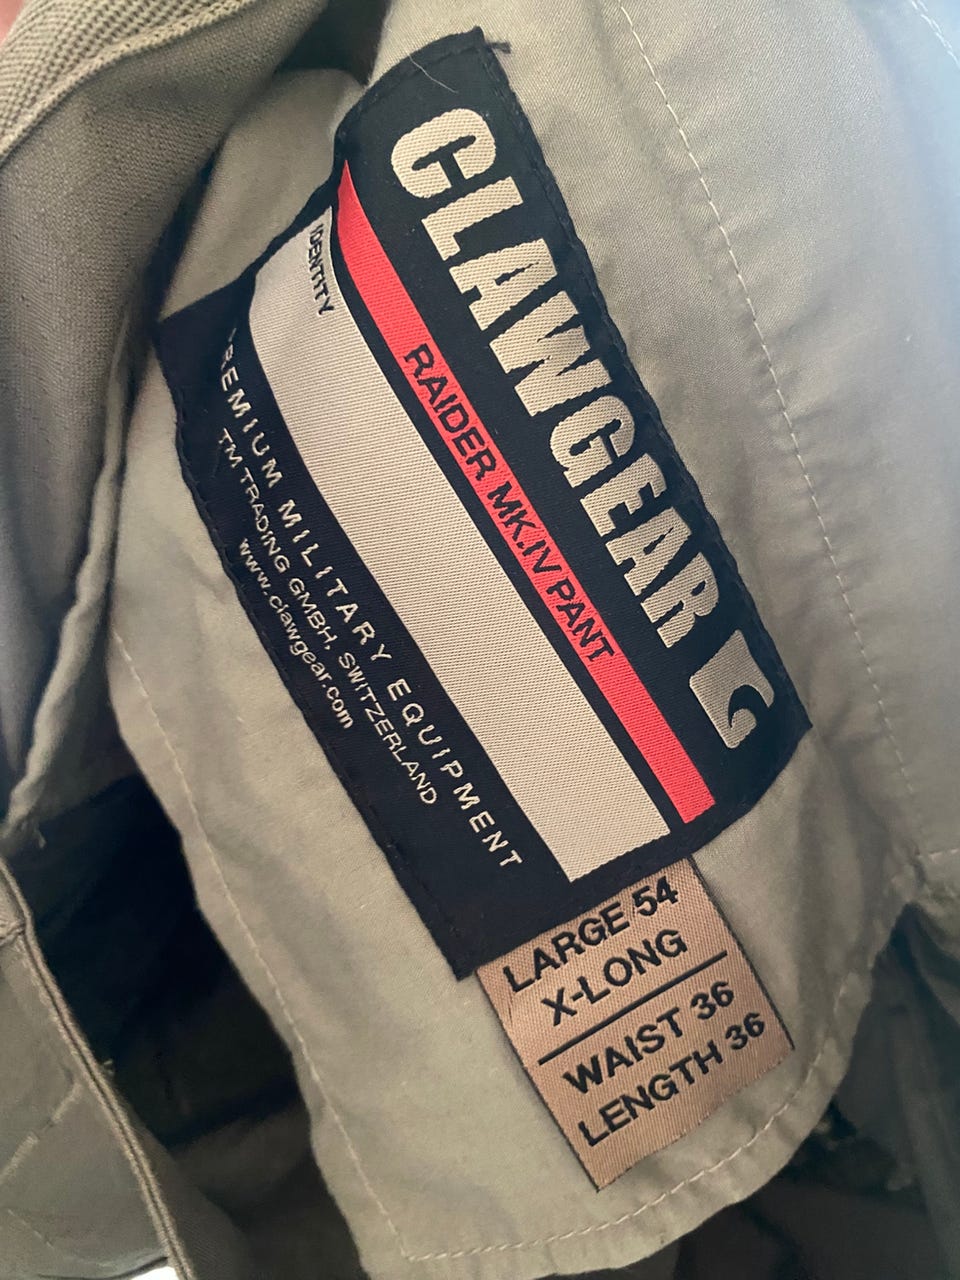 CLAWGEAR
RAIDER MK.IV PANT
IDENTITY
PREMIUM MILITARY EQUIPMENT
TM TRADING GMBH, SWITZERLAND
www.clawgear.com
LARGE 54
X-LONG
WAIST 36
LENGTH 36